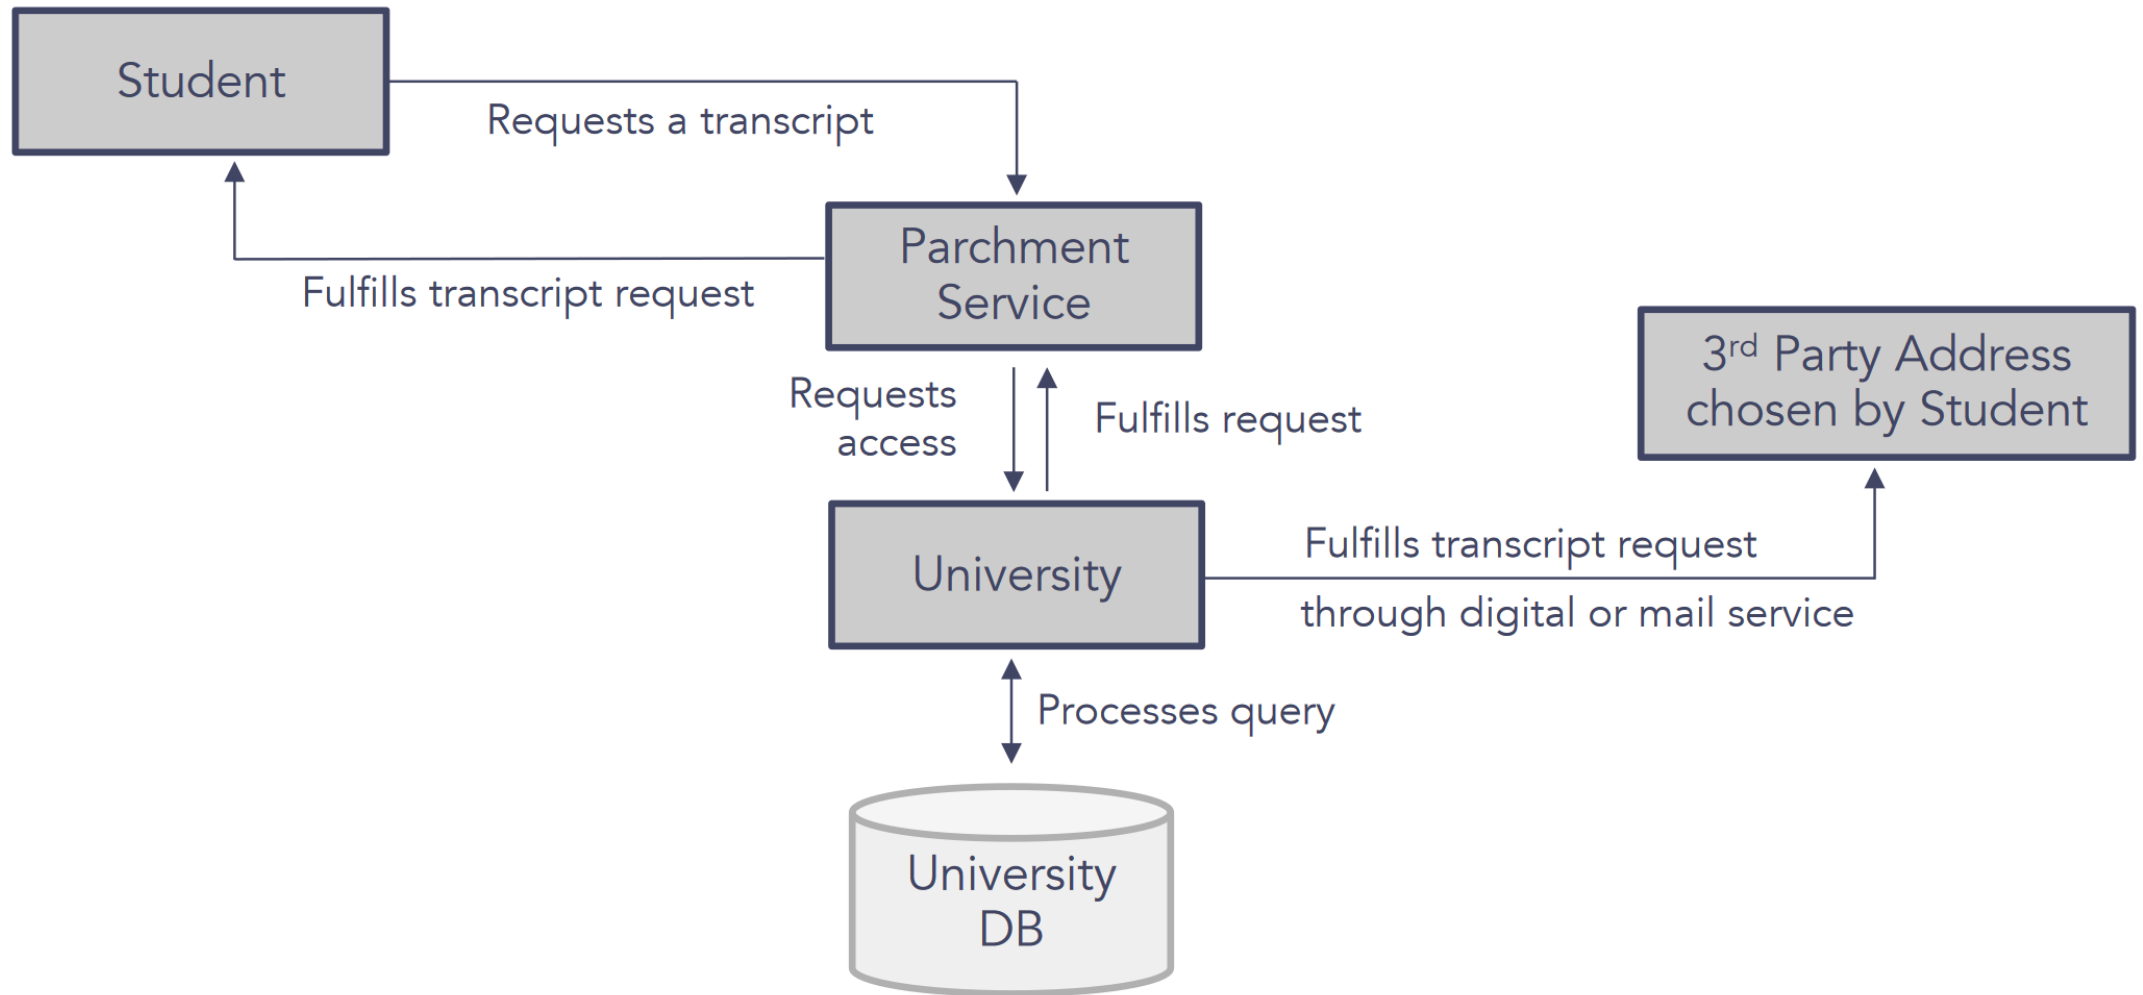 Student
Requests a transcript
Parchment
Service
Fulfills transcript request
3rd Party Address
chosen by Student
Requests
access
Fulfills request
University
Fulfills transcript request
through digital or mail service
Processes query
University
DB